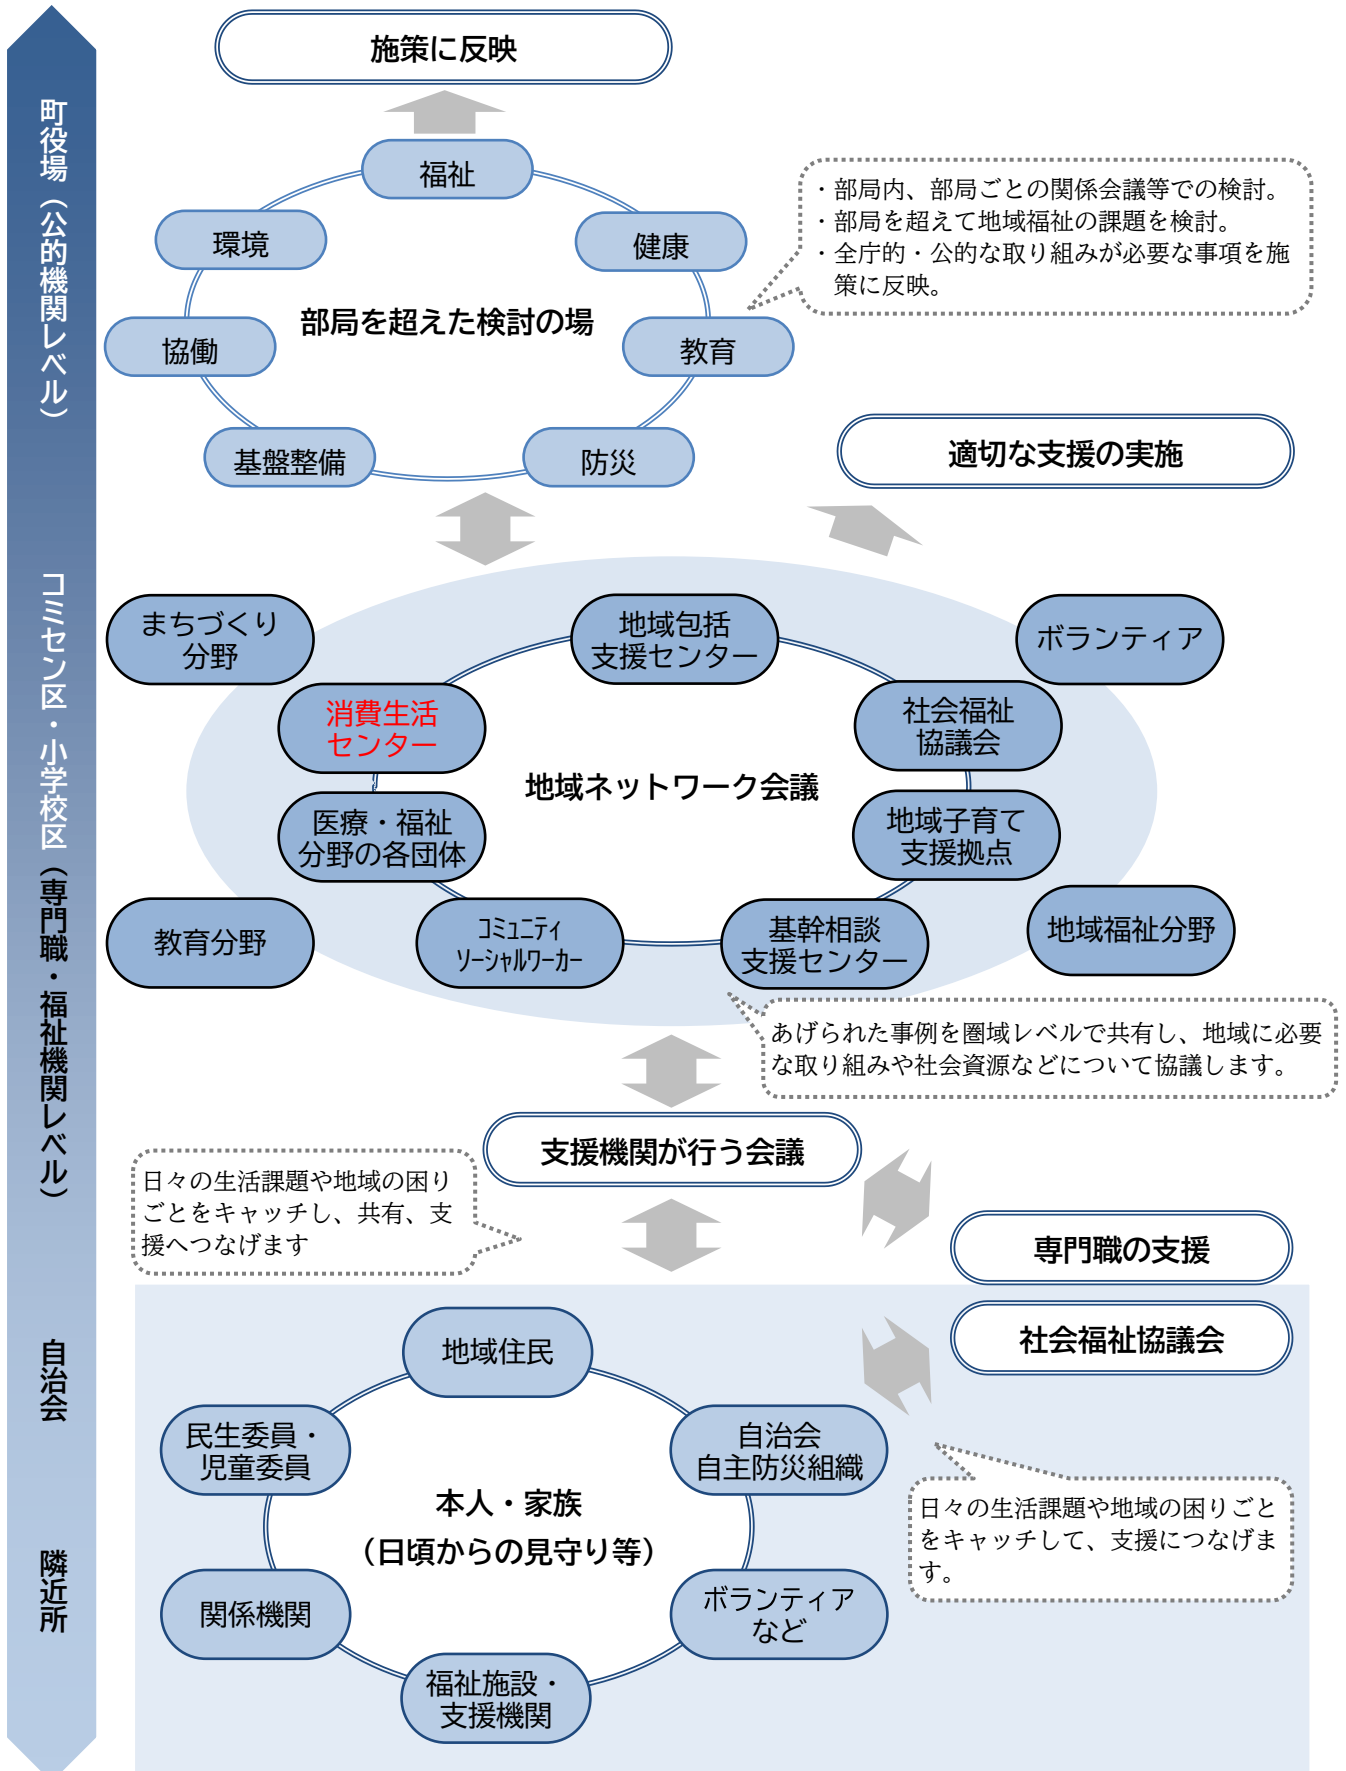 施策に反映
町役場（公的機関レベル）
福祉
環境
健康
・部局内、部局ごとの関係会議等での検討。
・部局を超えて地域福祉の課題を検討。
・全庁的・公的な取り組みが必要な事項を施
策に反映。
部局を超えた検討の場
協働
教育
基盤整備
防災
適切な支援の実施
コミセン区・小学校区（専門職・福祉機関レベル）
まちづくり
分野
地域包括
支援センター
ボランティア
消費生活
センター
社会福祉
協議会
地域ネットワーク会議
医療・福祉
分野の各団体
地域子育て
支援拠点
教育分野
コミュニティ
ソーシャルワーカー
基幹相談
支援センター
地域福祉分野
あげられた事例を圏域レベルで共有し、地域に必要
な取り組みや社会資源などについて協議します。
支援機関が行う会議
日々の生活課題や地域の困り
ごとをキャッチし、共有、支
援へつなげます
専門職の支援
社会福祉協議会
自治会
地域住民
民生委員・
児童委員
自治会
自主防災組織
本人・家族
（日頃からの見守り等）
日々の生活課題や地域の困りごと
をキャッチして、支援につなげま
す。
隣近所
関係機関
ボランティア
など
福祉施設・
支援機関